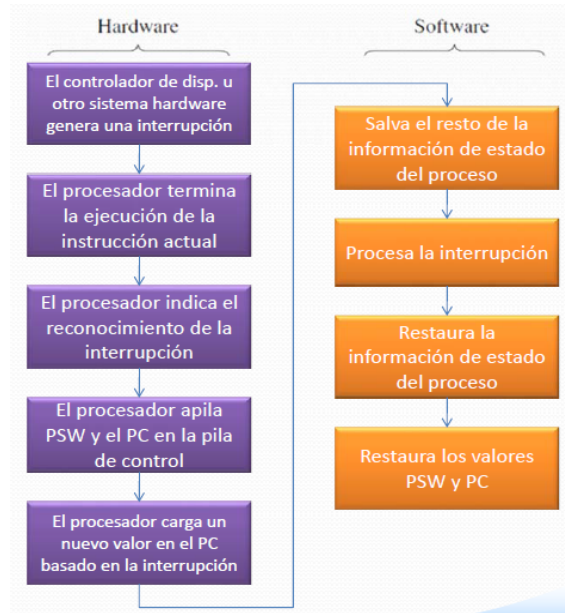 Hardware
El controlador de disp. u
otro sistema hardware
genera una interrupción
El procesador termina
la ejecución de la
instrucción actual
El procesador indica el
reconocimiento de la
interrupción
El procesador apila
PSW y el PC en la pila
de control
El procesador carga un
nuevo valor en el PC
basado en la interrupción
Software
Salva el resto de la
información de estado
del proceso
Procesa la interrupción
Restaura la
información de estado
del proceso
Restaura los valores
PSW y PC